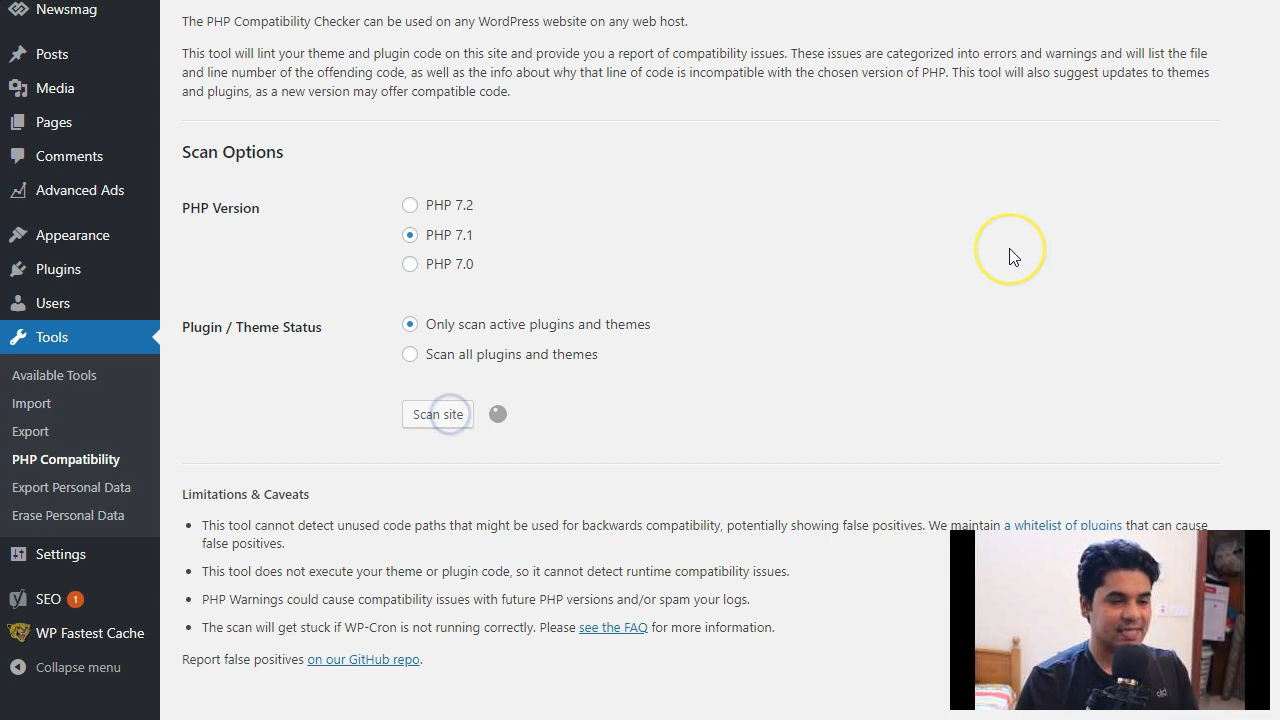 Newsmag
Posts
Media
Pages
Comments
Advanced Ads
Appearance
Plugins
Users
Tools
Available Tools
Import
Export
PHP Compatibility
Export Personal Data
Erase Personal Data
Settings
SEO 1
WP Fastest Cache
Collapse menu
The PHP Compatibility Checker can be used on any WordPress website on any web host.
This tool will lint your theme and plugin code on this site and provide you a report of compatibility issues. These issues are categorized into errors and warnings and will list the file
and line number of the offending code, as well as the info about why that line of code is incompatible with the chosen version of PHP. This tool will also suggest updates to themes
and plugins, as a new version may offer compatible code.
Scan Options
PHP Version
PHP 7.2
PHP 7.1
PHP 7.0
Plugin / Theme Status
Only scan active plugins and themes
Scan all plugins and themes
Scan site
Limitations & Caveats
This tool cannot detect unused code paths that might be used for backwards compatibility, potentially showing false positives. We maintain a whitelist of plugins that can cause
false positives.
This tool does not execute your theme or plugin code, so it cannot detect runtime compatibility issues.
PHP Warnings could cause compatibility issues with future PHP versions and/or spam your logs.
The scan will get stuck if WP-Cron is not running correctly. Please see the FAQ for more information.
Report false positives on our GitHub repo.